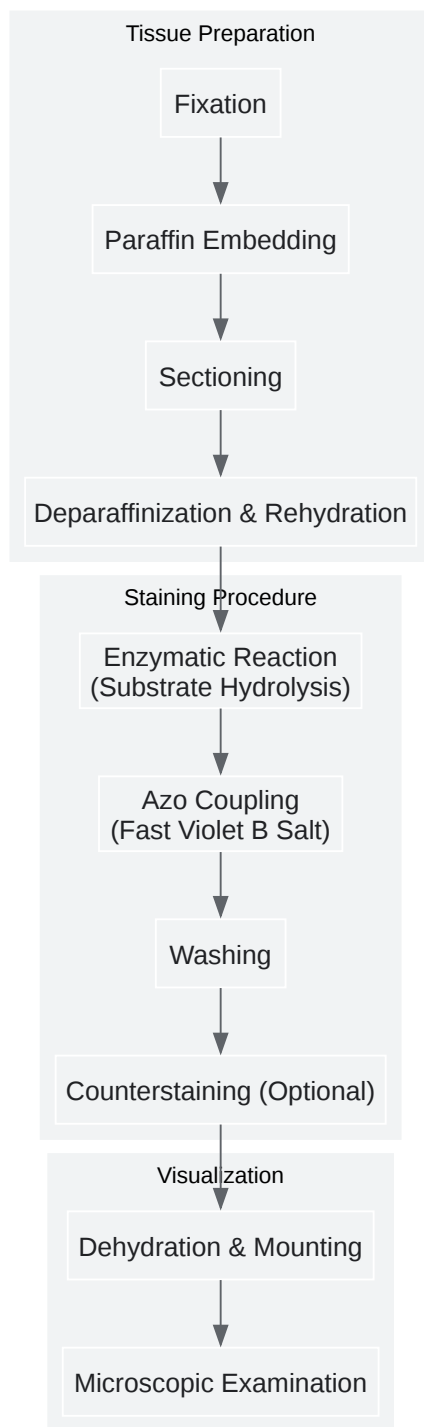 Tissue Preparation
Fixation
Paraffin Embedding
Sectioning
Deparaffinization & Rehydration
Staining Procedure
Enzymatic Reaction
(Substrate Hydrolysis)
Azo Coupling
(Fast Violet B Salt)
Washing
Counterstaining (Optional)
Visualization
Dehydration & Mounting
Microscopic Examination